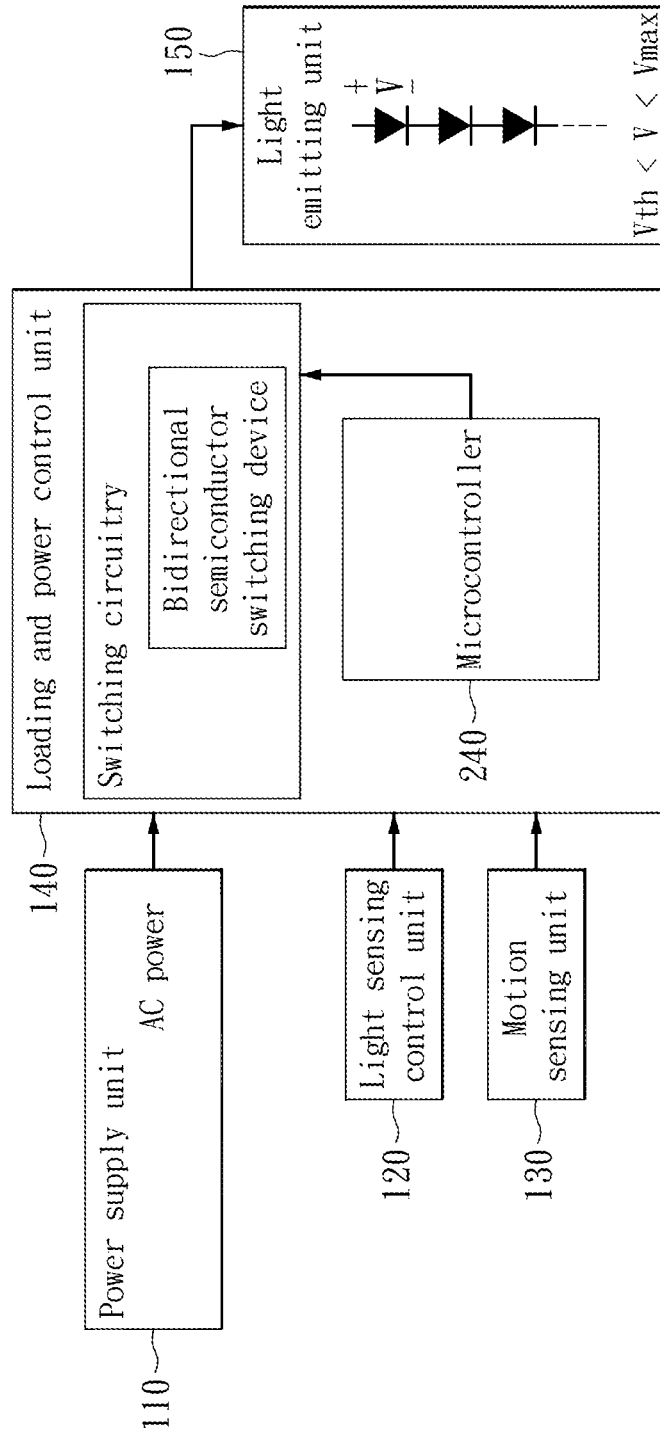 Power supply unit
AC power
110
Light sensing
control unit
120
Motion
sensing unit
130
140
Loading and power control unit
Switching circuitry
Bidirectional
semiconductor
switching device
Microcontroller
240
150
Light
emitting unit
+
V
−
Vth < V < Vmax